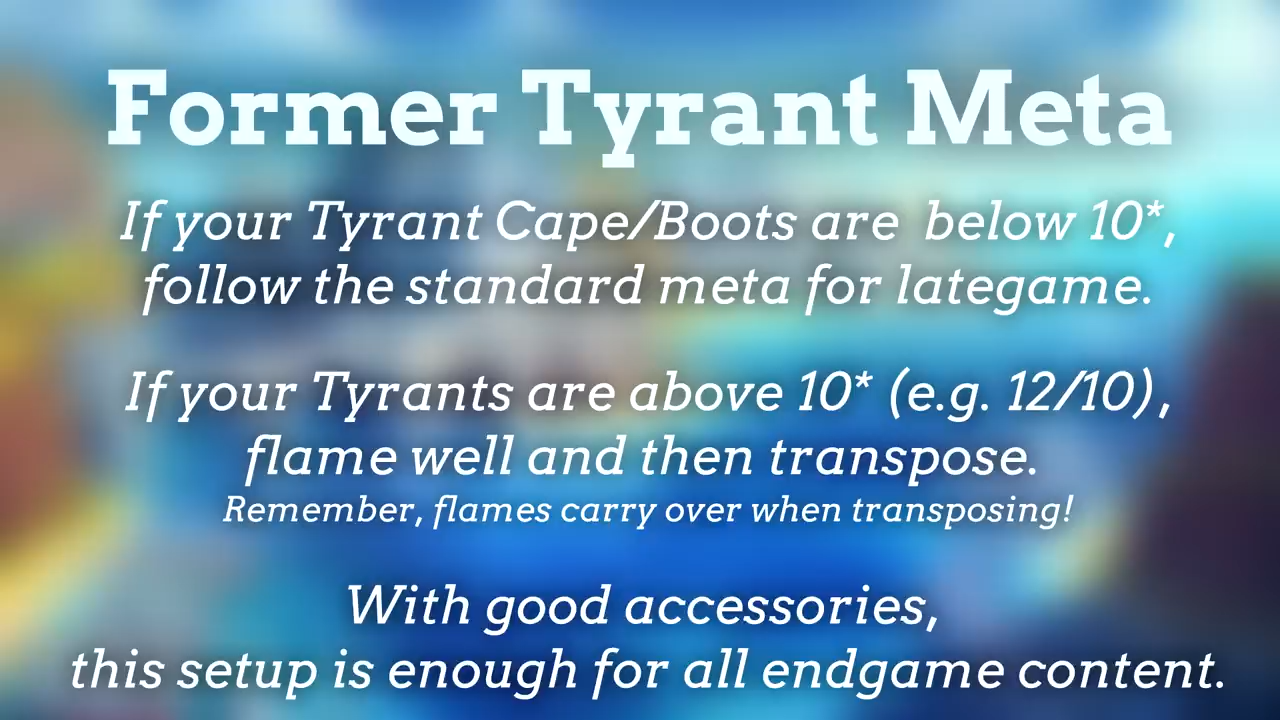 Former Tyrant Meta
If your Tyrant Cape/Boots are below 10*,
follow the standard meta for lategame.
If your Tyrants are above 10* (e.g. 12/10),
flame well and then transpose.
Remember, flames carry over when transposing!
With good accessories,
this setup is enough for all endgame content.